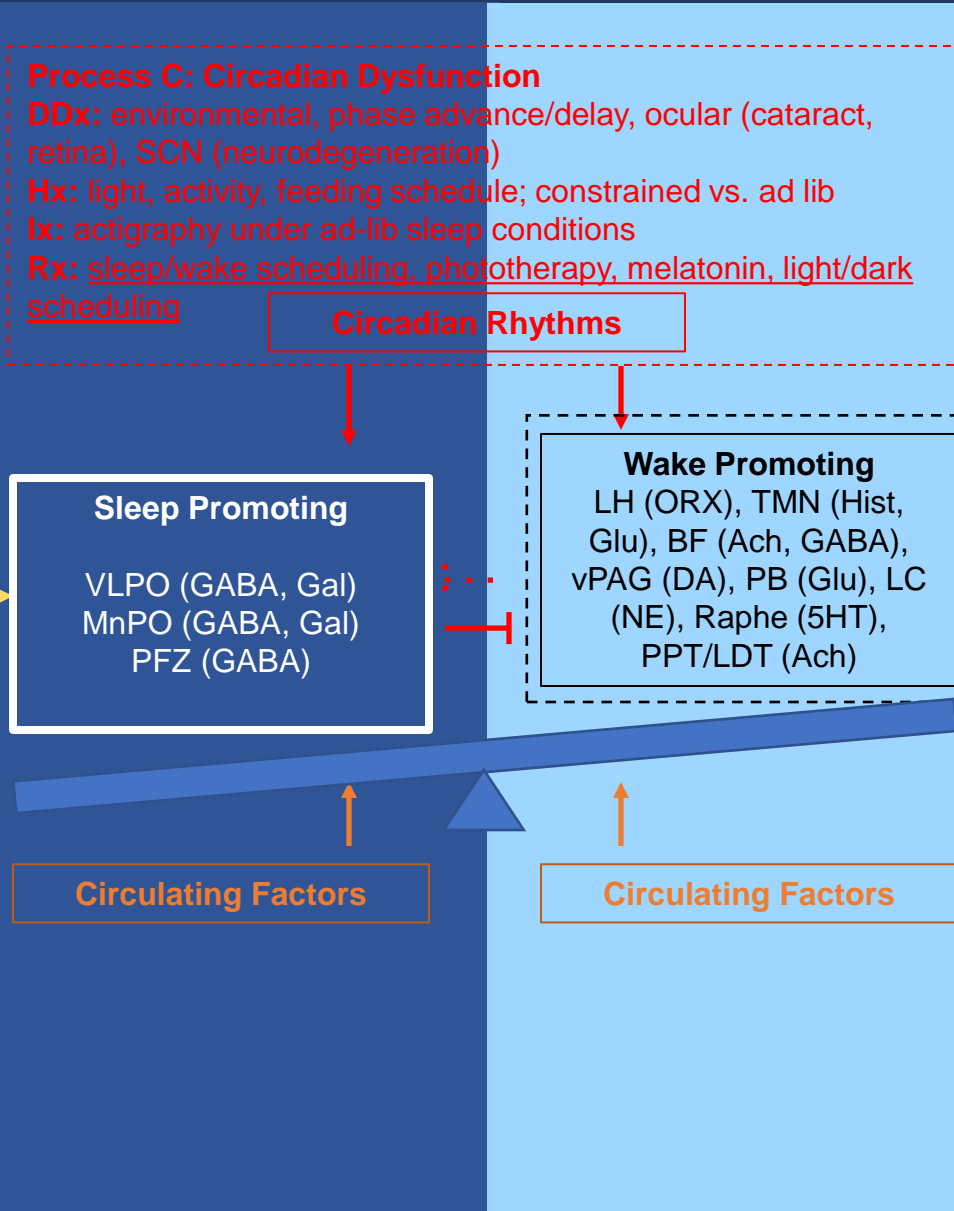 Process C: Circadian Dysfunction
DDx: environmental, phase advance/delay, ocular (cataract,
retina), SCN (neurodegeneration)
Hx: light, activity, feeding schedule; constrained vs. ad lib
Ix: actigraphy under ad-lib sleep conditions
Rx: sleep/wake scheduling, phototherapy, melatonin, light/dark
scheduling
Circadian Rhythms
Sleep Promoting
VLPO (GABA, Gal)
MnPO (GABA, Gal)
PFZ (GABA)
Wake Promoting
LH (ORX), TMN (Hist,
Glu), BF (Ach, GABA),
vPAG (DA), PB (Glu), LC
(NE), Raphe (5HT),
PPT/LDT (Ach)
Circulating Factors
Circulating Factors